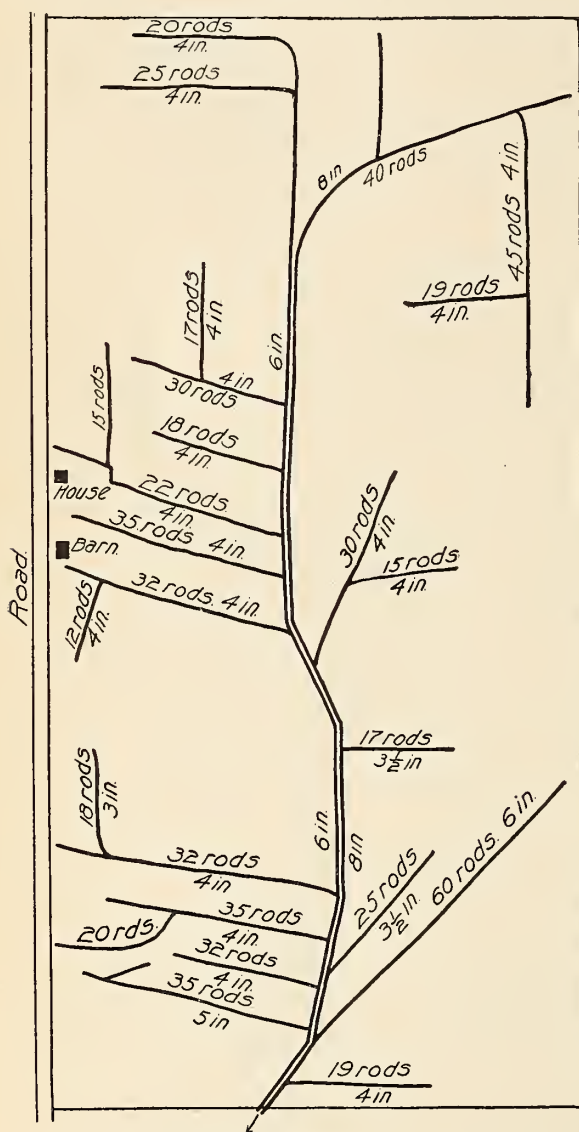 20 rods
4 in.
25 rods
4 in.
8 in
40 rods
45 rods 4 in.
19 rods
4 in.
17 rods
4 in.
6 in.
4 in
30 rods
15 rods
18 rods
4 in.
House
22 rods.
4 in.
35 rods 4 in.
Barn.
32 rods. 4 in.
12 rods
4 in.
Road.
30 rods
4 in.
15 rods
4 in.
17 rods
3½ in
18 rods
3 in.
6 in.
8 in
32 rods
4 in
25 rods
3½ in.
60 rods. 6 in.
35 rods
4 in.
20 rds.
32 rods
4 in.
35 rods
5 in
19 rods
4 in